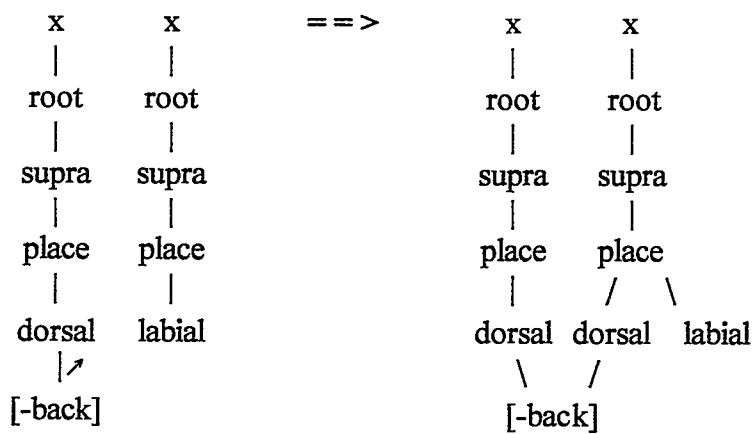 x x ==> x x
root root root root
supra supra supra supra
place place place place
dorsal labial dorsal dorsal labial
[-back] [-back]